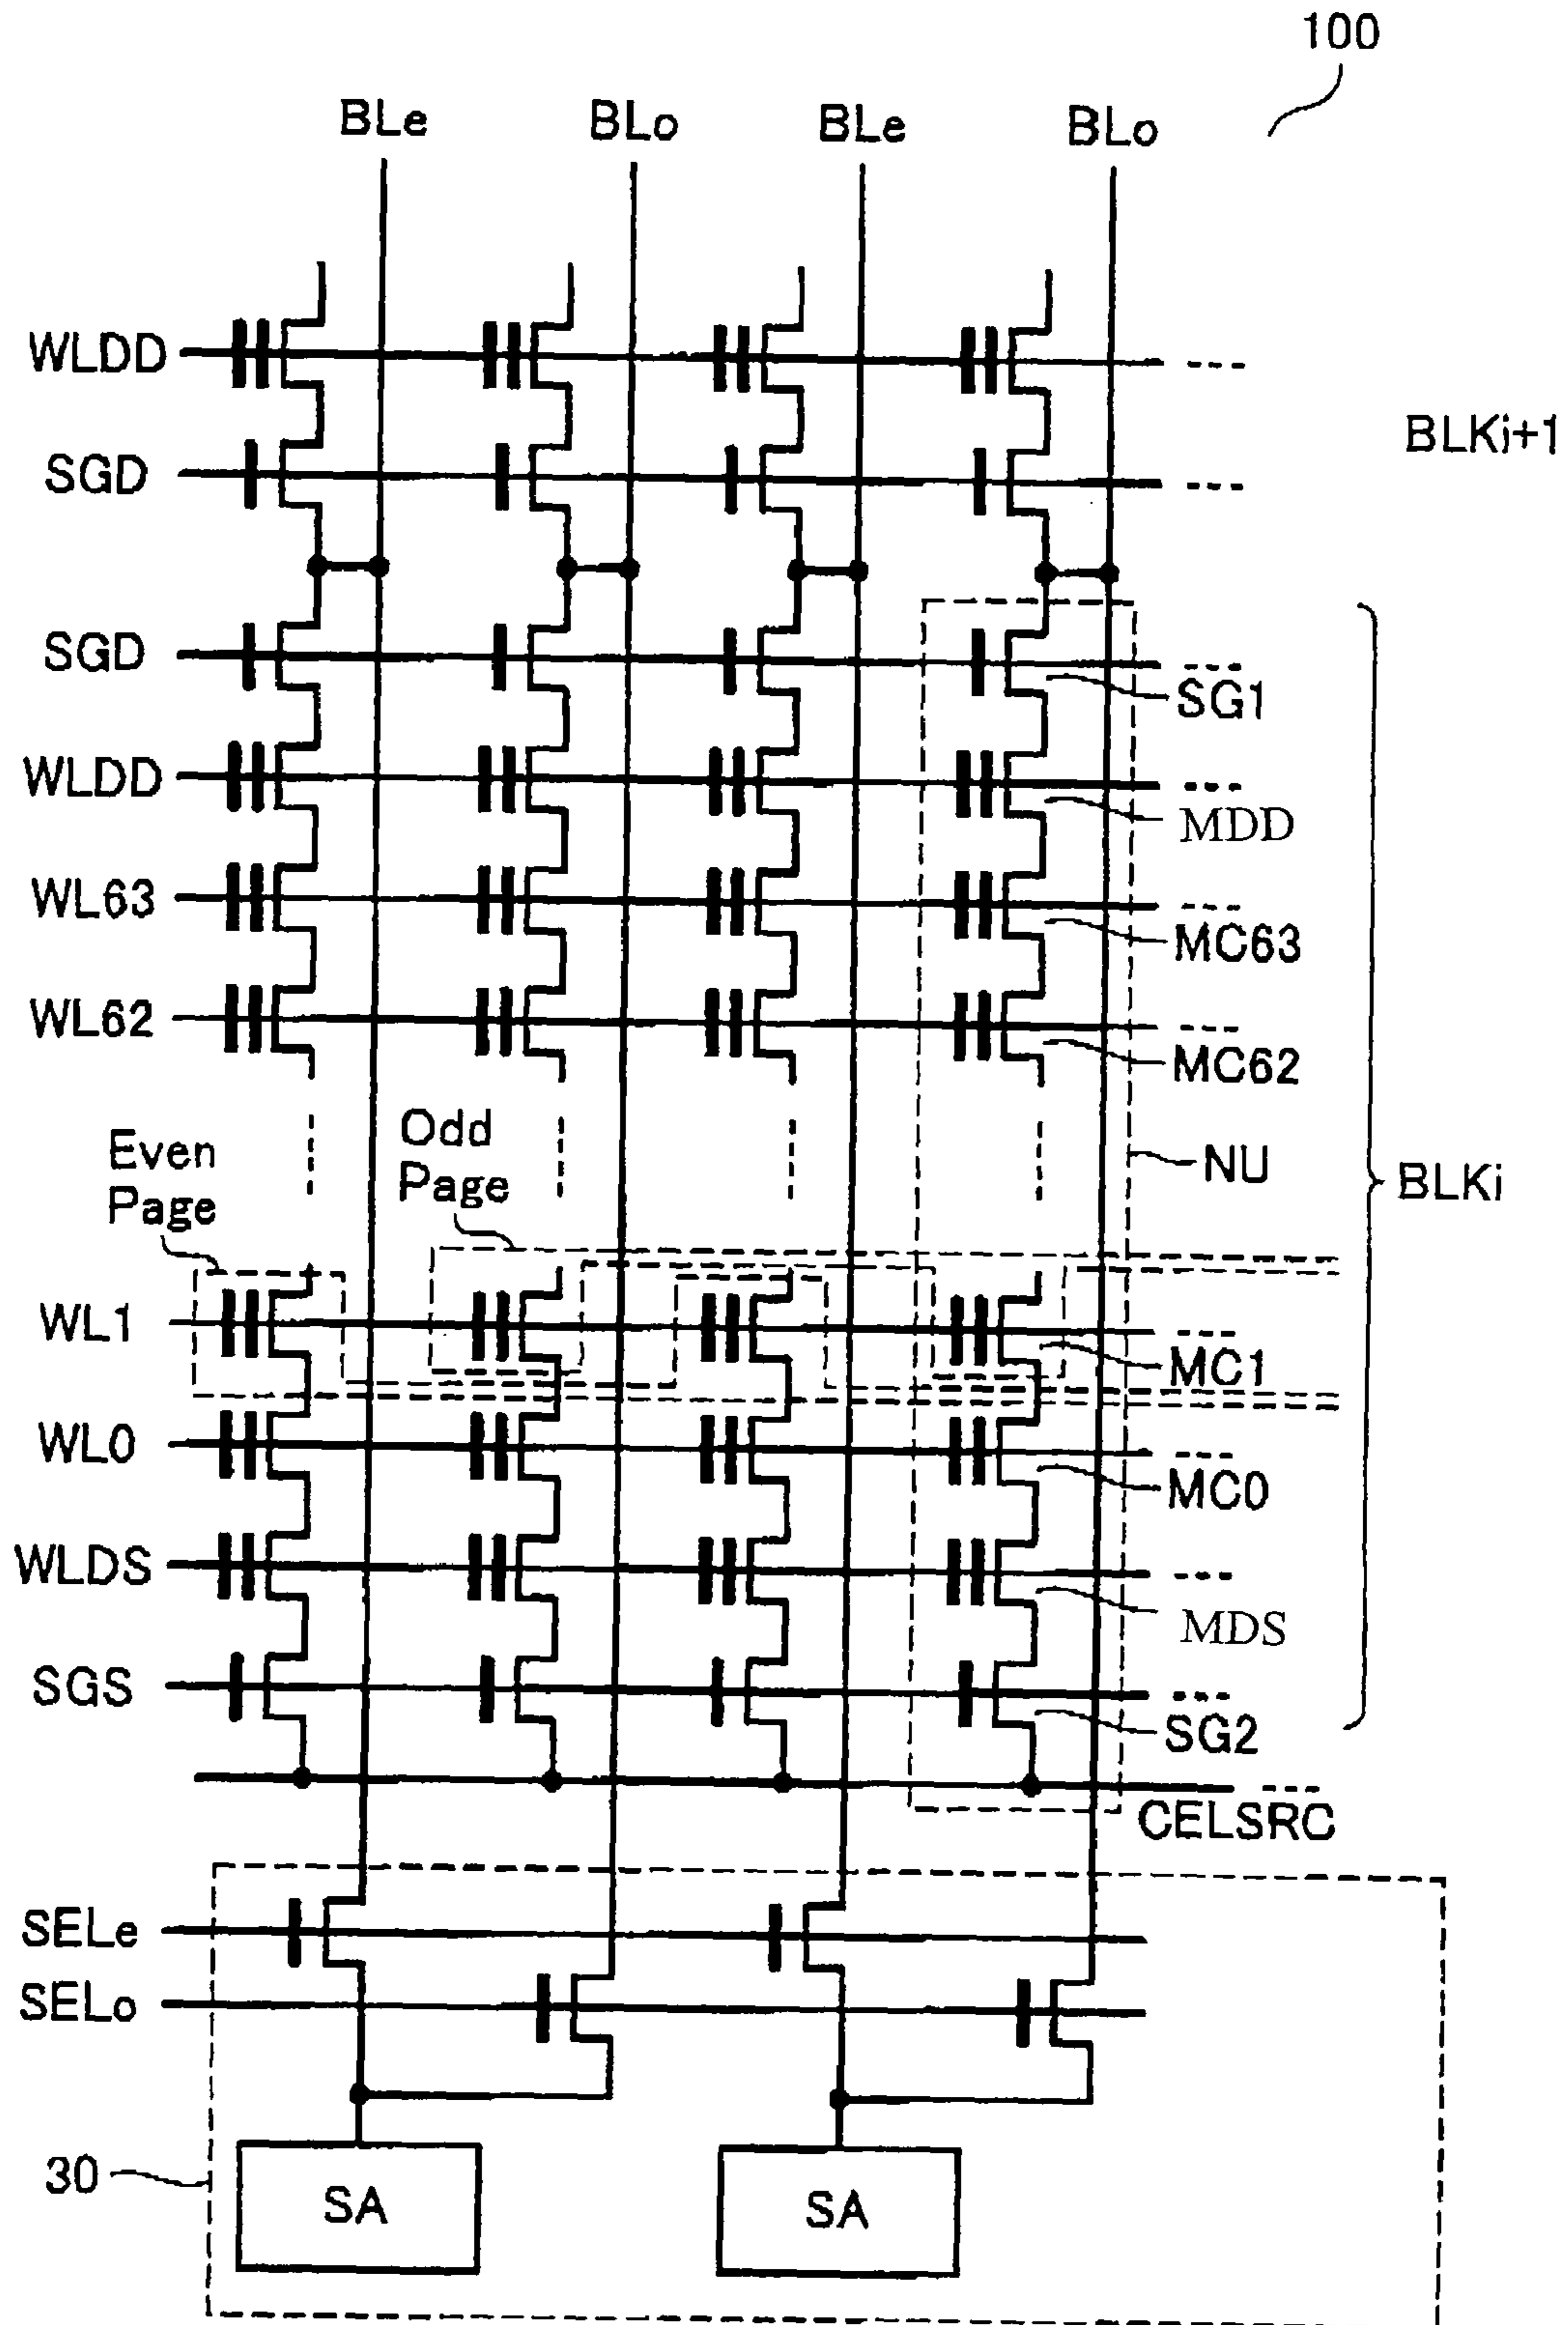 100
BLe BLo BLe BLo
WLDD
BLKi+1
SGD
SGD
SG1
WLDD
MDD
WL63
MC63
WL62
MC62
Even
Page
Odd
Page
NU
BLKi
WL1
MC1
WL0
MC0
WLDS
MDS
SGS
SG2
CELSRC
SELe
SELo
30
SA SA